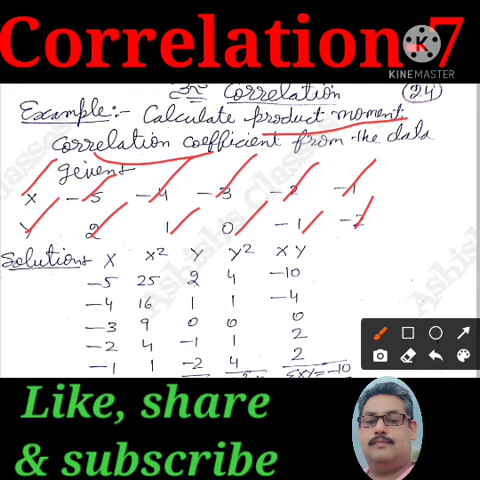 Correlation-7
K
KINEMASTER
Correlation (24)
Example:- Calculate product moment
correlation coefficient from the data
given
X -5 -4 -3 -2 -1
Y 2 1 0 -1 -2
Solution: X X² Y Y² XY
-5 25 2 4 -10
-4 16 1 1 -4
-3 9 0 0 0
-2 4 -1 1 2
-1 1 -2 4 2
ΣXY=-10
Like, share
& subscribe